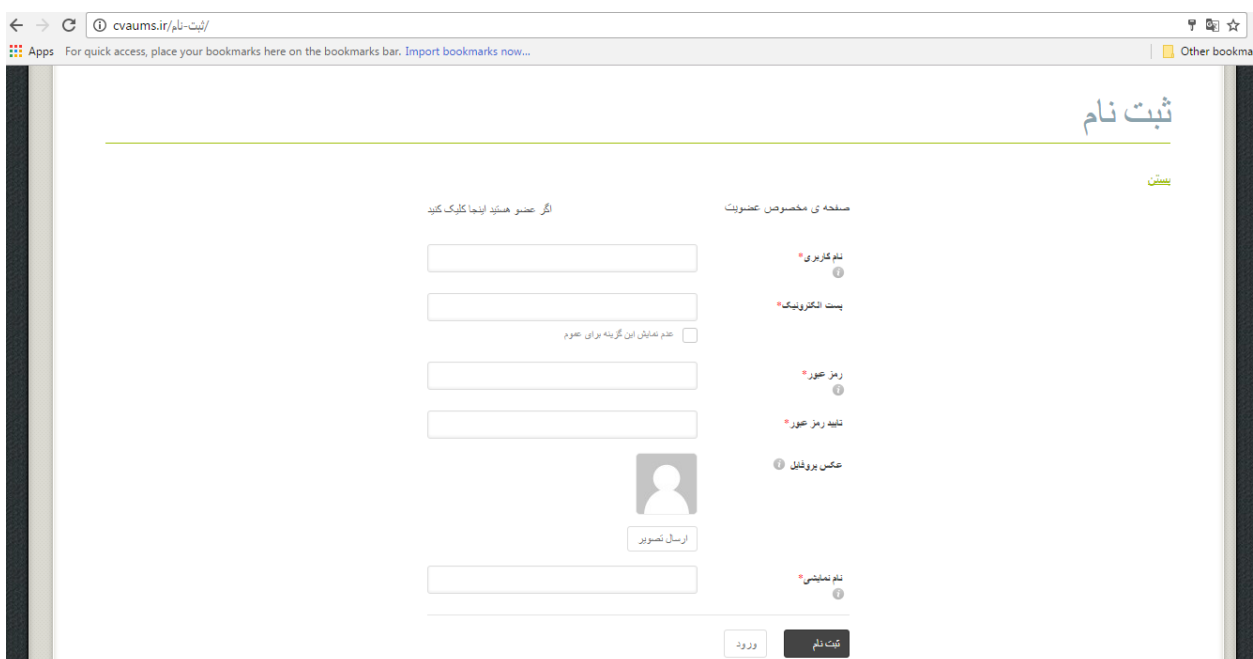 cvaums.ir/ثبت-نام/
Apps For quick access, place your bookmarks here on the bookmarks bar. Import bookmarks now...
Other bookma
ثبت نام
بستن
صفحه ی مخصوص عضویت
اگر عضو هستید اینجا کلیک کنید
نام کاربری*
پست الکترونیک*
عدم نمایش این گزینه برای عموم
رمز عبور*
تایید رمز عبور*
عکس پروفایل
ارسال تصویر
نام نمایشی*
ثبت نام
ورود